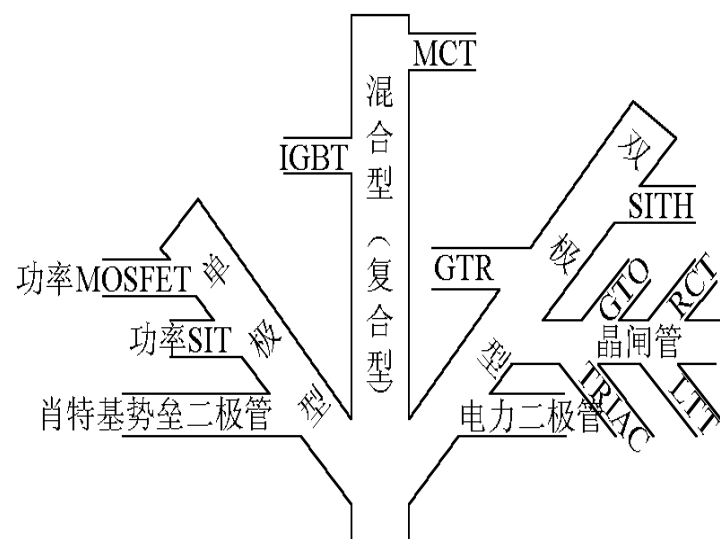 MCT
混合型（复合型）
IGBT
双极型
SITH
GTR
单极型
功率MOSFET
GTO
RCT
功率SIT
晶闸管
肖特基势垒二极管
电力二极管
TRIAC
LTT